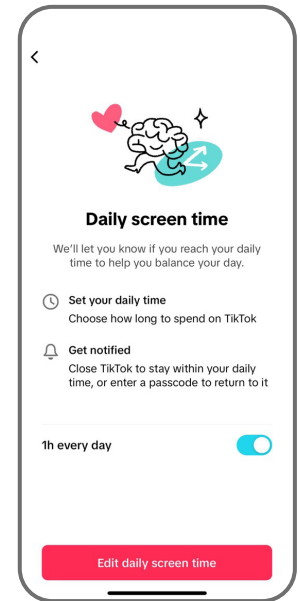 Daily screen time
We'll let you know if you reach your daily
time to help you balance your day.
Set your daily time
Choose how long to spend on TikTok
Get notified
Close TikTok to stay within your daily
time, or enter a passcode to return to it
1h every day
Edit daily screen time